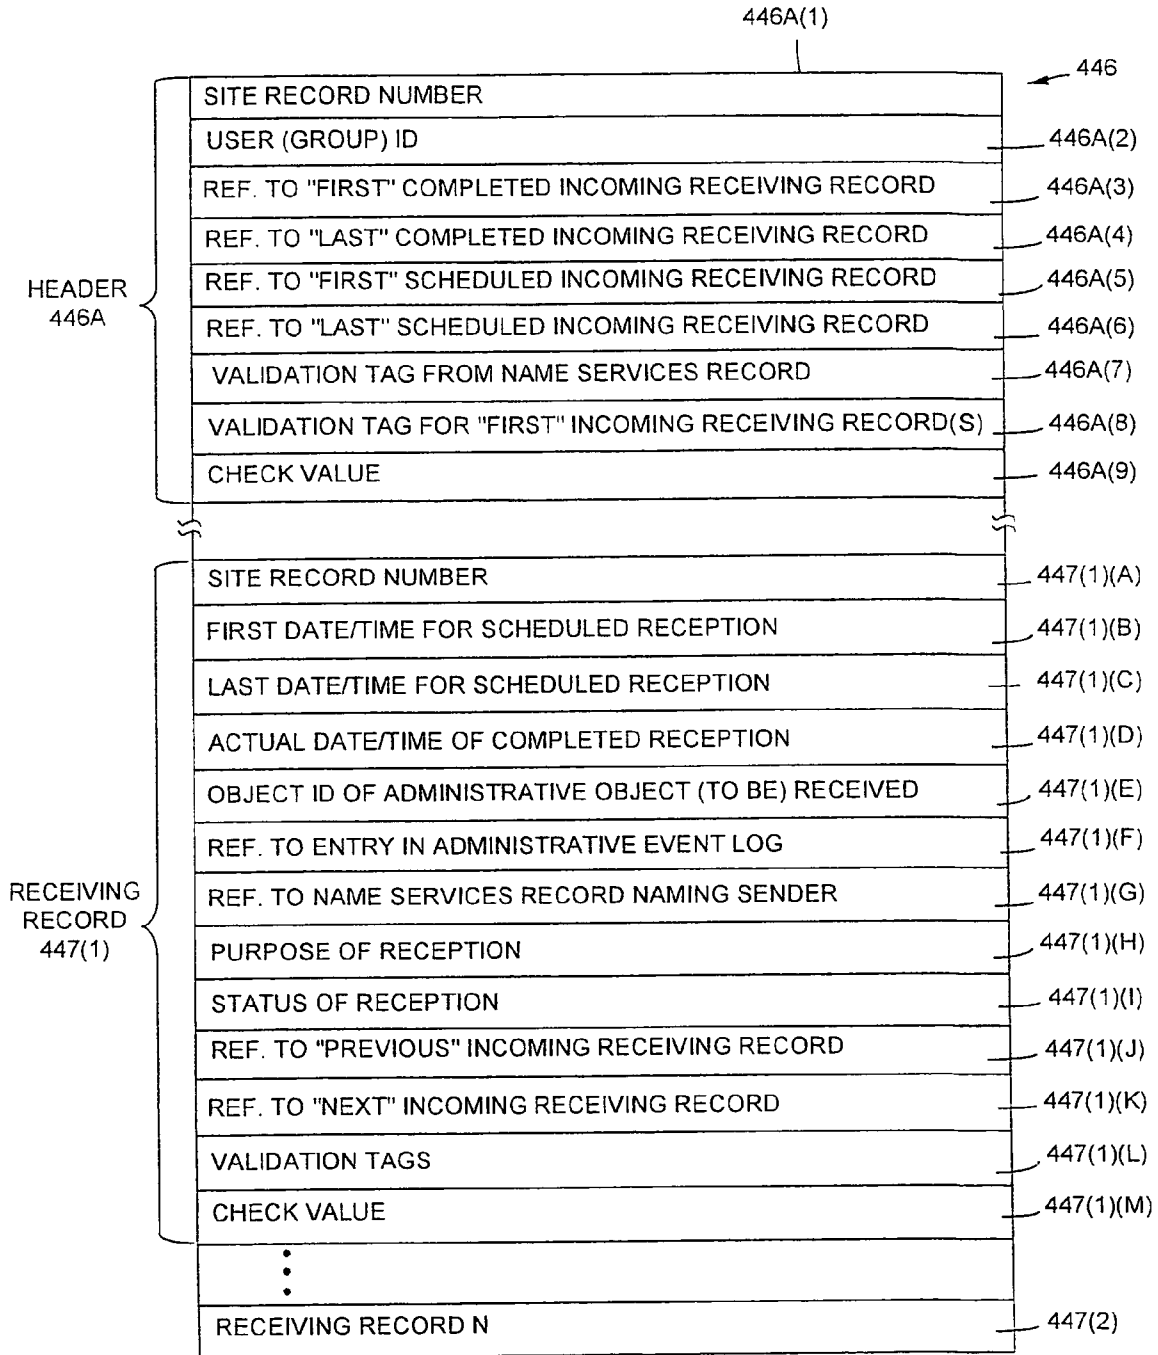 446A(1)
446
SITE RECORD NUMBER
USER (GROUP) ID 446A(2)
REF. TO "FIRST" COMPLETED INCOMING RECEIVING RECORD 446A(3)
REF. TO "LAST" COMPLETED INCOMING RECEIVING RECORD 446A(4)
REF. TO "FIRST" SCHEDULED INCOMING RECEIVING RECORD 446A(5)
HEADER
446A
REF. TO "LAST" SCHEDULED INCOMING RECEIVING RECORD 446A(6)
VALIDATION TAG FROM NAME SERVICES RECORD 446A(7)
VALIDATION TAG FOR "FIRST" INCOMING RECEIVING RECORD(S) 446A(8)
CHECK VALUE 446A(9)
SITE RECORD NUMBER 447(1)(A)
FIRST DATE/TIME FOR SCHEDULED RECEPTION 447(1)(B)
LAST DATE/TIME FOR SCHEDULED RECEPTION 447(1)(C)
ACTUAL DATE/TIME OF COMPLETED RECEPTION 447(1)(D)
OBJECT ID OF ADMINISTRATIVE OBJECT (TO BE) RECEIVED 447(1)(E)
REF. TO ENTRY IN ADMINISTRATIVE EVENT LOG 447(1)(F)
REF. TO NAME SERVICES RECORD NAMING SENDER 447(1)(G)
RECEIVING
RECORD
447(1)
PURPOSE OF RECEPTION 447(1)(H)
STATUS OF RECEPTION 447(1)(I)
REF. TO "PREVIOUS" INCOMING RECEIVING RECORD 447(1)(J)
REF. TO "NEXT" INCOMING RECEIVING RECORD 447(1)(K)
VALIDATION TAGS 447(1)(L)
CHECK VALUE 447(1)(M)
RECEIVING RECORD N 447(2)